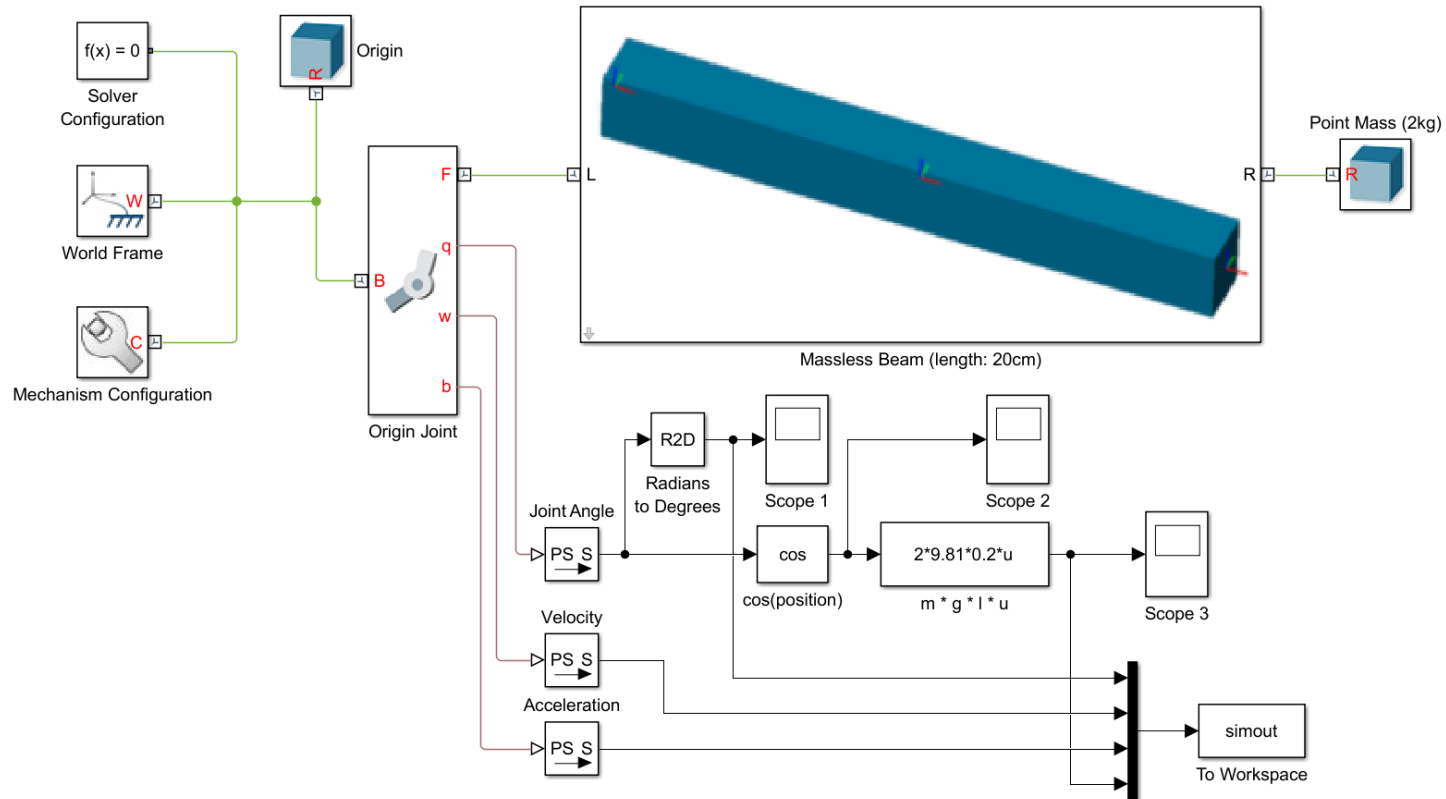 f(x) = 0
Solver
Configuration
R
Origin
W
World Frame
C
Mechanism Configuration
B
F
q
w
b
Origin Joint
L
R
Massless Beam (length: 20cm)
Point Mass (2kg)
R
R2D
Radians
to Degrees
Scope 1
Scope 2
Joint Angle
PS S
cos
cos(position)
2*9.81*0.2*u
m * g * l * u
Scope 3
Velocity
PS S
Acceleration
PS S
simout
To Workspace